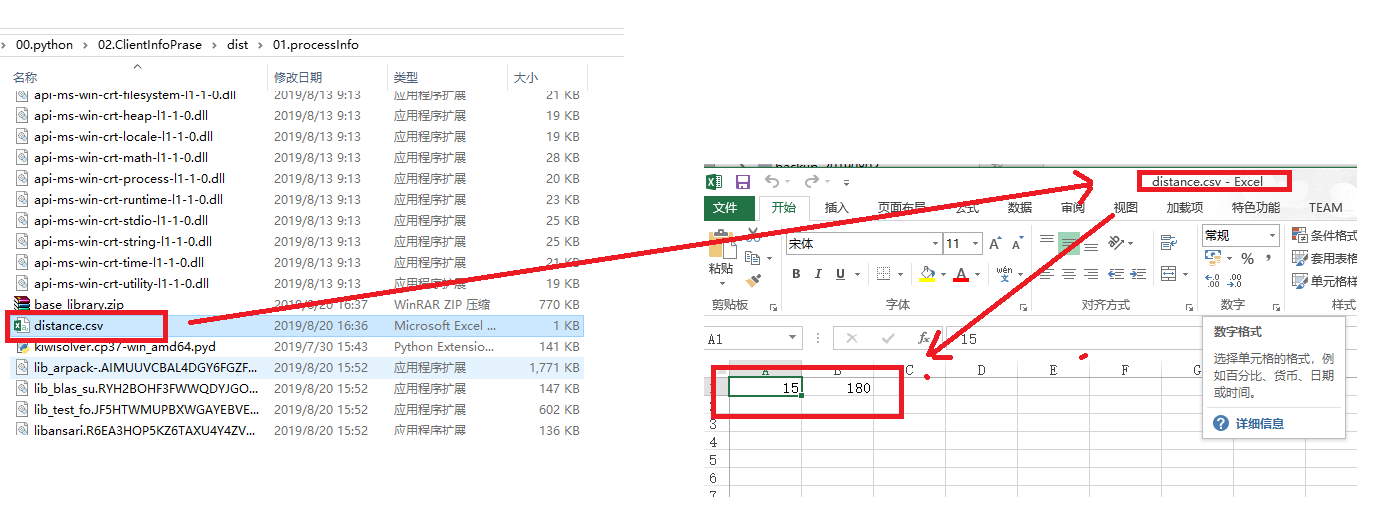 00.python > 02.ClientInfoPrase > dist > 01.processInfo
名称 修改日期 类型 大小
api-ms-win-crt-filesystem-l1-1-0.dll 2019/8/13 9:13 应用程序扩展 21 KB
api-ms-win-crt-heap-l1-1-0.dll 2019/8/13 9:13 应用程序扩展 19 KB
api-ms-win-crt-locale-l1-1-0.dll 2019/8/13 9:13 应用程序扩展 19 KB
api-ms-win-crt-math-l1-1-0.dll 2019/8/13 9:13 应用程序扩展 28 KB
api-ms-win-crt-process-l1-1-0.dll 2019/8/13 9:13 应用程序扩展 20 KB
api-ms-win-crt-runtime-l1-1-0.dll 2019/8/13 9:13 应用程序扩展 23 KB
api-ms-win-crt-stdio-l1-1-0.dll 2019/8/13 9:13 应用程序扩展 25 KB
api-ms-win-crt-string-l1-1-0.dll 2019/8/13 9:13 应用程序扩展 25 KB
api-ms-win-crt-time-l1-1-0.dll 2019/8/13 9:13 应用程序扩展 21 KB
api-ms-win-crt-utility-l1-1-0.dll 2019/8/13 9:13 应用程序扩展 19 KB
base_library.zip 2019/8/20 16:37 WinRAR ZIP 压缩 770 KB
distance.csv 2019/8/20 16:36 Microsoft Excel ... 1 KB
kiwisolver.cp37-win_amd64.pyd 2019/7/30 15:43 Python Extensio... 141 KB
lib_arpack-.AIMUUVCBAL4DGY6FGZF... 2019/8/20 15:52 应用程序扩展 1,771 KB
lib_blas_su.RYH2BOHF3FWWQDYJGO... 2019/8/20 15:52 应用程序扩展 147 KB
lib_test_fo.JF5HTWMUPBXWGAYEBVE... 2019/8/20 15:52 应用程序扩展 602 KB
libansari.R6EA3HOP5KZ6TAXU4Y4ZV... 2019/8/20 15:52 应用程序扩展 136 KB
distance.csv - Excel
文件 开始 插入 页面布局 公式 数据 审阅 视图 加载项 特色功能 TEAM
宋体 11 A A 常规 条件格式
粘贴 B I U A wén % , 套用表格
单元格样
剪贴板 字体 对齐方式 数字 样式
A1 fx 15
数字格式
选择单元格的格式，例
如百分比、货币、日期
或时间。
详细信息
A B C D E F G
1 15 180
3
4
5
6
7